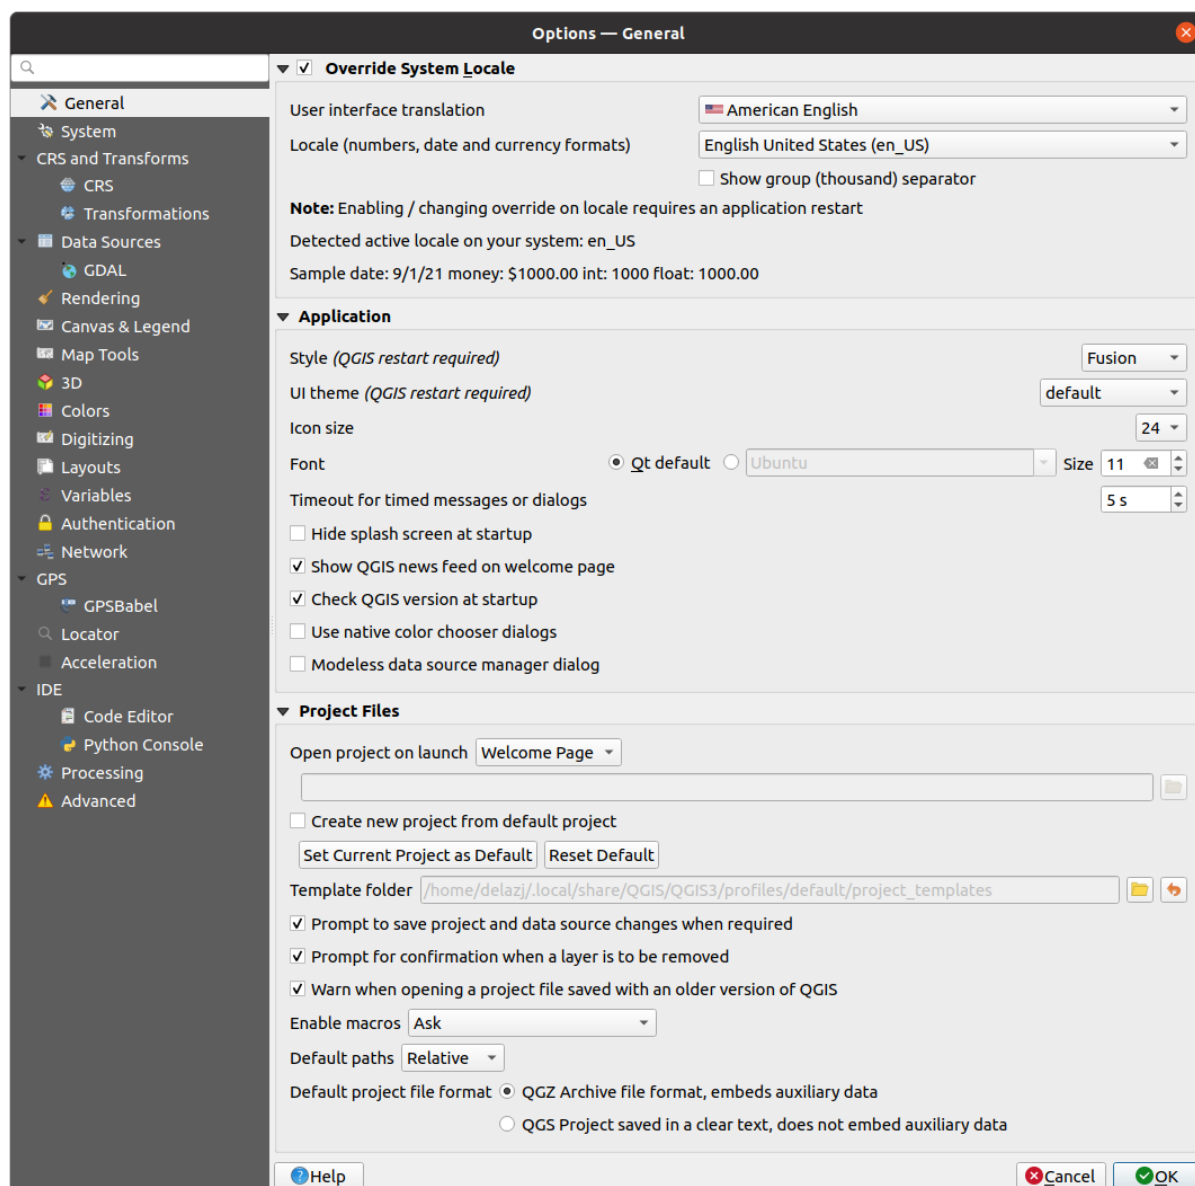 Options — General
General
System
CRS and Transforms
CRS
Transformations
Data Sources
GDAL
Rendering
Canvas & Legend
Map Tools
3D
Colors
Digitizing
Layouts
Variables
Authentication
Network
GPS
GPSBabel
Locator
Acceleration
IDE
Code Editor
Python Console
Processing
Advanced
Override System Locale
User interface translation American English
Locale (numbers, date and currency formats) English United States (en_US)
Show group (thousand) separator
Note: Enabling / changing override on locale requires an application restart
Detected active locale on your system: en_US
Sample date: 9/1/21 money: $1000.00 int: 1000 float: 1000.00
Application
Style (QGIS restart required) Fusion
UI theme (QGIS restart required) default
Icon size 24
Font Qt default Ubuntu Size 11
Timeout for timed messages or dialogs 5 s
Hide splash screen at startup
Show QGIS news feed on welcome page
Check QGIS version at startup
Use native color chooser dialogs
Modeless data source manager dialog
Project Files
Open project on launch Welcome Page
Create new project from default project
Set Current Project as Default Reset Default
Template folder /home/delazj/.local/share/QGIS/QGIS3/profiles/default/project_templates
Prompt to save project and data source changes when required
Prompt for confirmation when a layer is to be removed
Warn when opening a project file saved with an older version of QGIS
Enable macros Ask
Default paths Relative
Default project file format QGZ Archive file format, embeds auxiliary data
QGS Project saved in a clear text, does not embed auxiliary data
Help Cancel OK